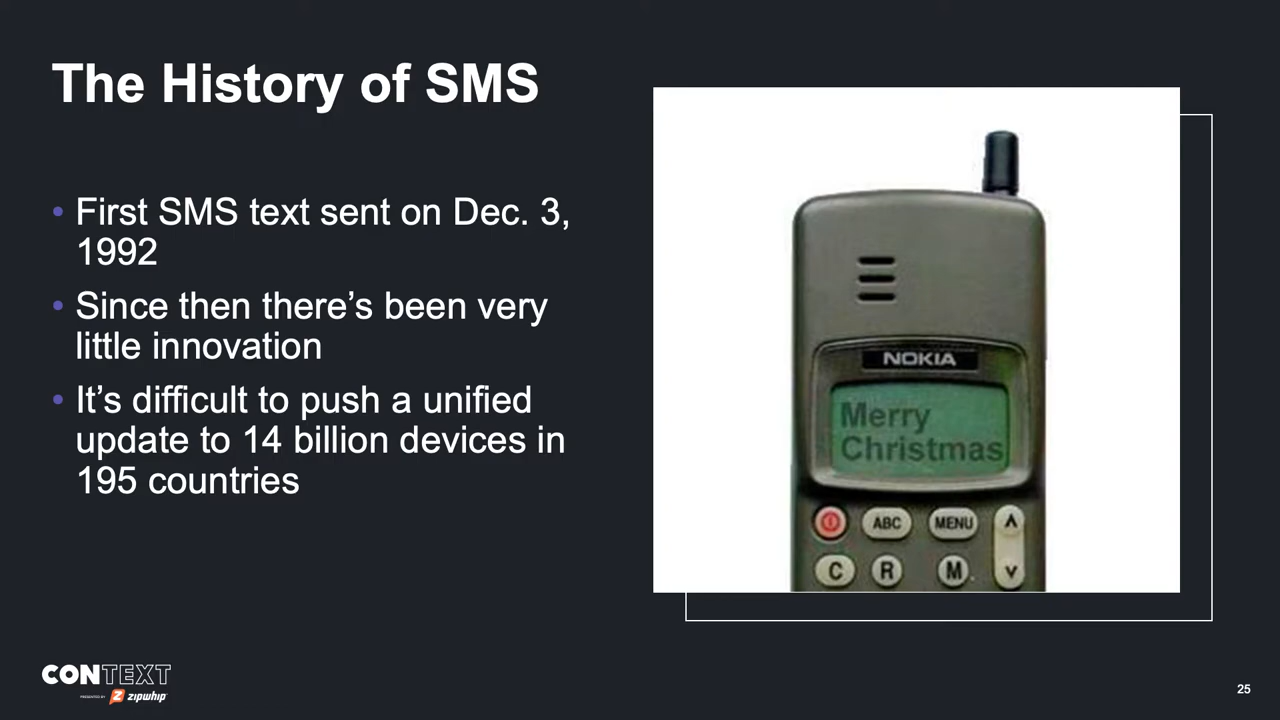 The History of SMS
• First SMS text sent on Dec. 3,
1992
• Since then there’s been very
little innovation
• It’s difficult to push a unified
update to 14 billion devices in
195 countries
NOKIA
Merry
Christmas
ABC
MENU
C
R
M
CONTEXT
PRESENTED BY
zipwhip
25